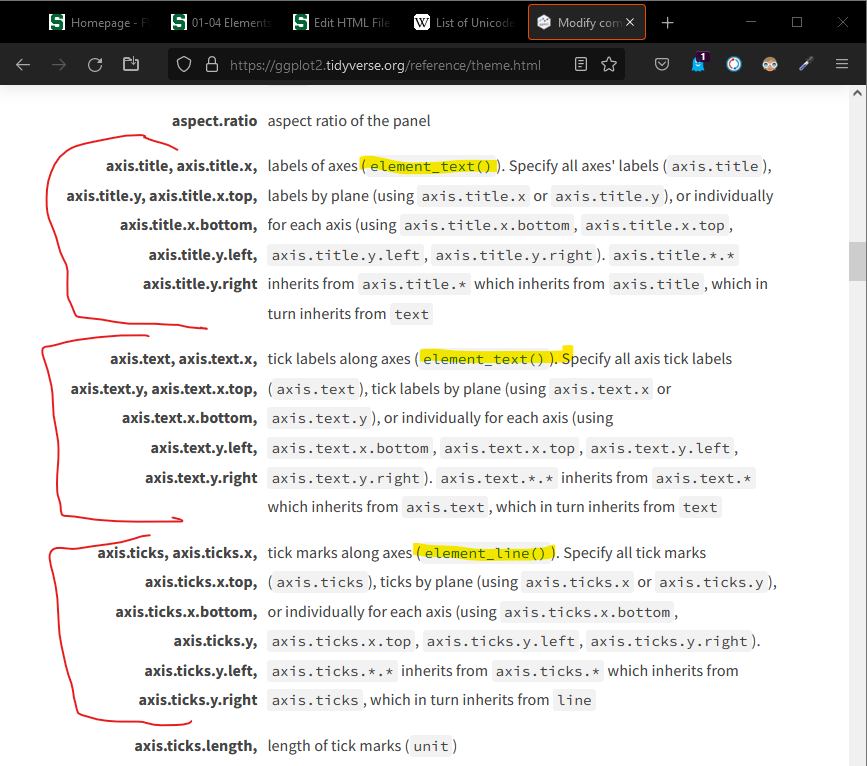 Homepage - F
01-04 Elements
Edit HTML File
List of Unicode
Modify com
https://ggplot2.tidyverse.org/reference/theme.html
1
aspect.ratio aspect ratio of the panel
axis.title, axis.title.x, labels of axes ( element_text() ). Specify all axes' labels ( axis.title ),
axis.title.y, axis.title.x.top, labels by plane (using axis.title.x or axis.title.y ), or individually
axis.title.x.bottom, for each axis (using axis.title.x.bottom , axis.title.x.top ,
axis.title.y.left, axis.title.y.left , axis.title.y.right ). axis.title.*.*
axis.title.y.right inherits from axis.title.* which inherits from axis.title , which in
turn inherits from text
axis.text, axis.text.x, tick labels along axes ( element_text() ). Specify all axis tick labels
axis.text.y, axis.text.x.top, ( axis.text ), tick labels by plane (using axis.text.x or
axis.text.x.bottom, axis.text.y ), or individually for each axis (using
axis.text.y.left, axis.text.x.bottom , axis.text.x.top , axis.text.y.left ,
axis.text.y.right axis.text.y.right ). axis.text.*.* inherits from axis.text.*
which inherits from axis.text , which in turn inherits from text
axis.ticks, axis.ticks.x, tick marks along axes ( element_line() ). Specify all tick marks
axis.ticks.x.top, ( axis.ticks ), ticks by plane (using axis.ticks.x or axis.ticks.y ),
axis.ticks.x.bottom, or individually for each axis (using axis.ticks.x.bottom ,
axis.ticks.y, axis.ticks.x.top , axis.ticks.y.left , axis.ticks.y.right ).
axis.ticks.y.left, axis.ticks.*.* inherits from axis.ticks.* which inherits from
axis.ticks.y.right axis.ticks , which in turn inherits from line
axis.ticks.length, length of tick marks ( unit )